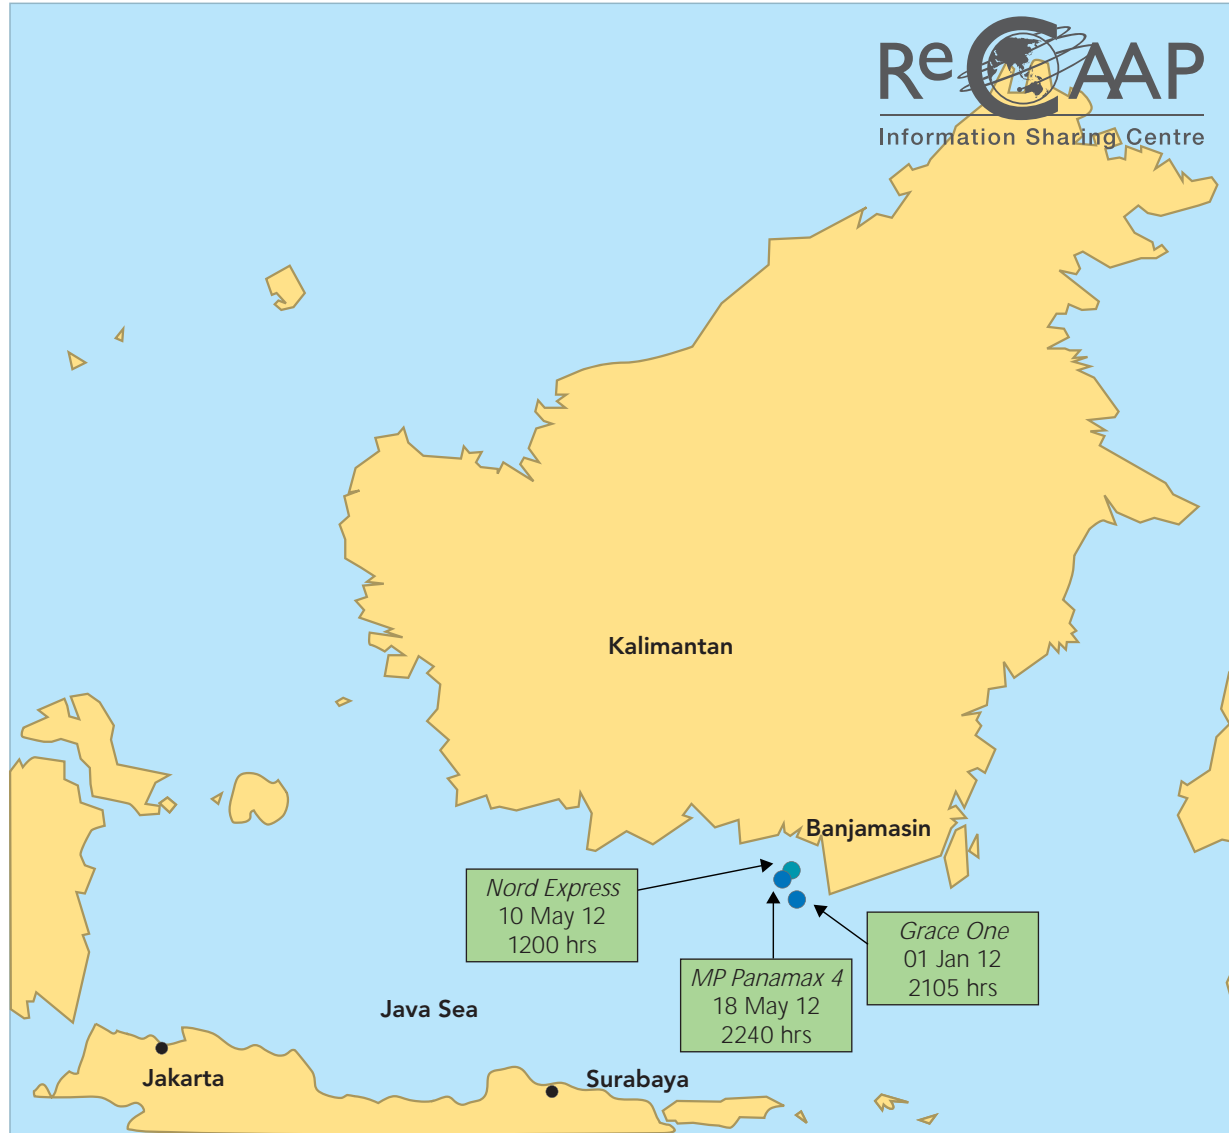 ReCAAP
Information Sharing Centre
Kalimantan
Banjamasin
Nord Express
10 May 12
1200 hrs
Grace One
01 Jan 12
2105 hrs
MP Panamax 4
18 May 12
2240 hrs
Java Sea
Jakarta
Surabaya